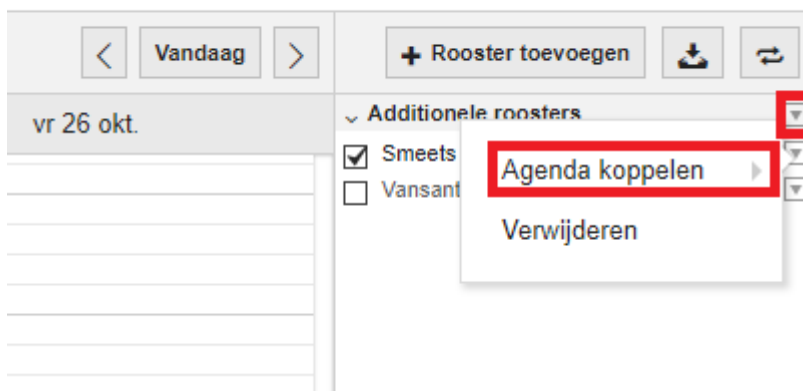 Vandaag
+ Rooster toevoegen
vr 26 okt.
Additionele roosters
Smeets
Vansant
Agenda koppelen
Verwijderen